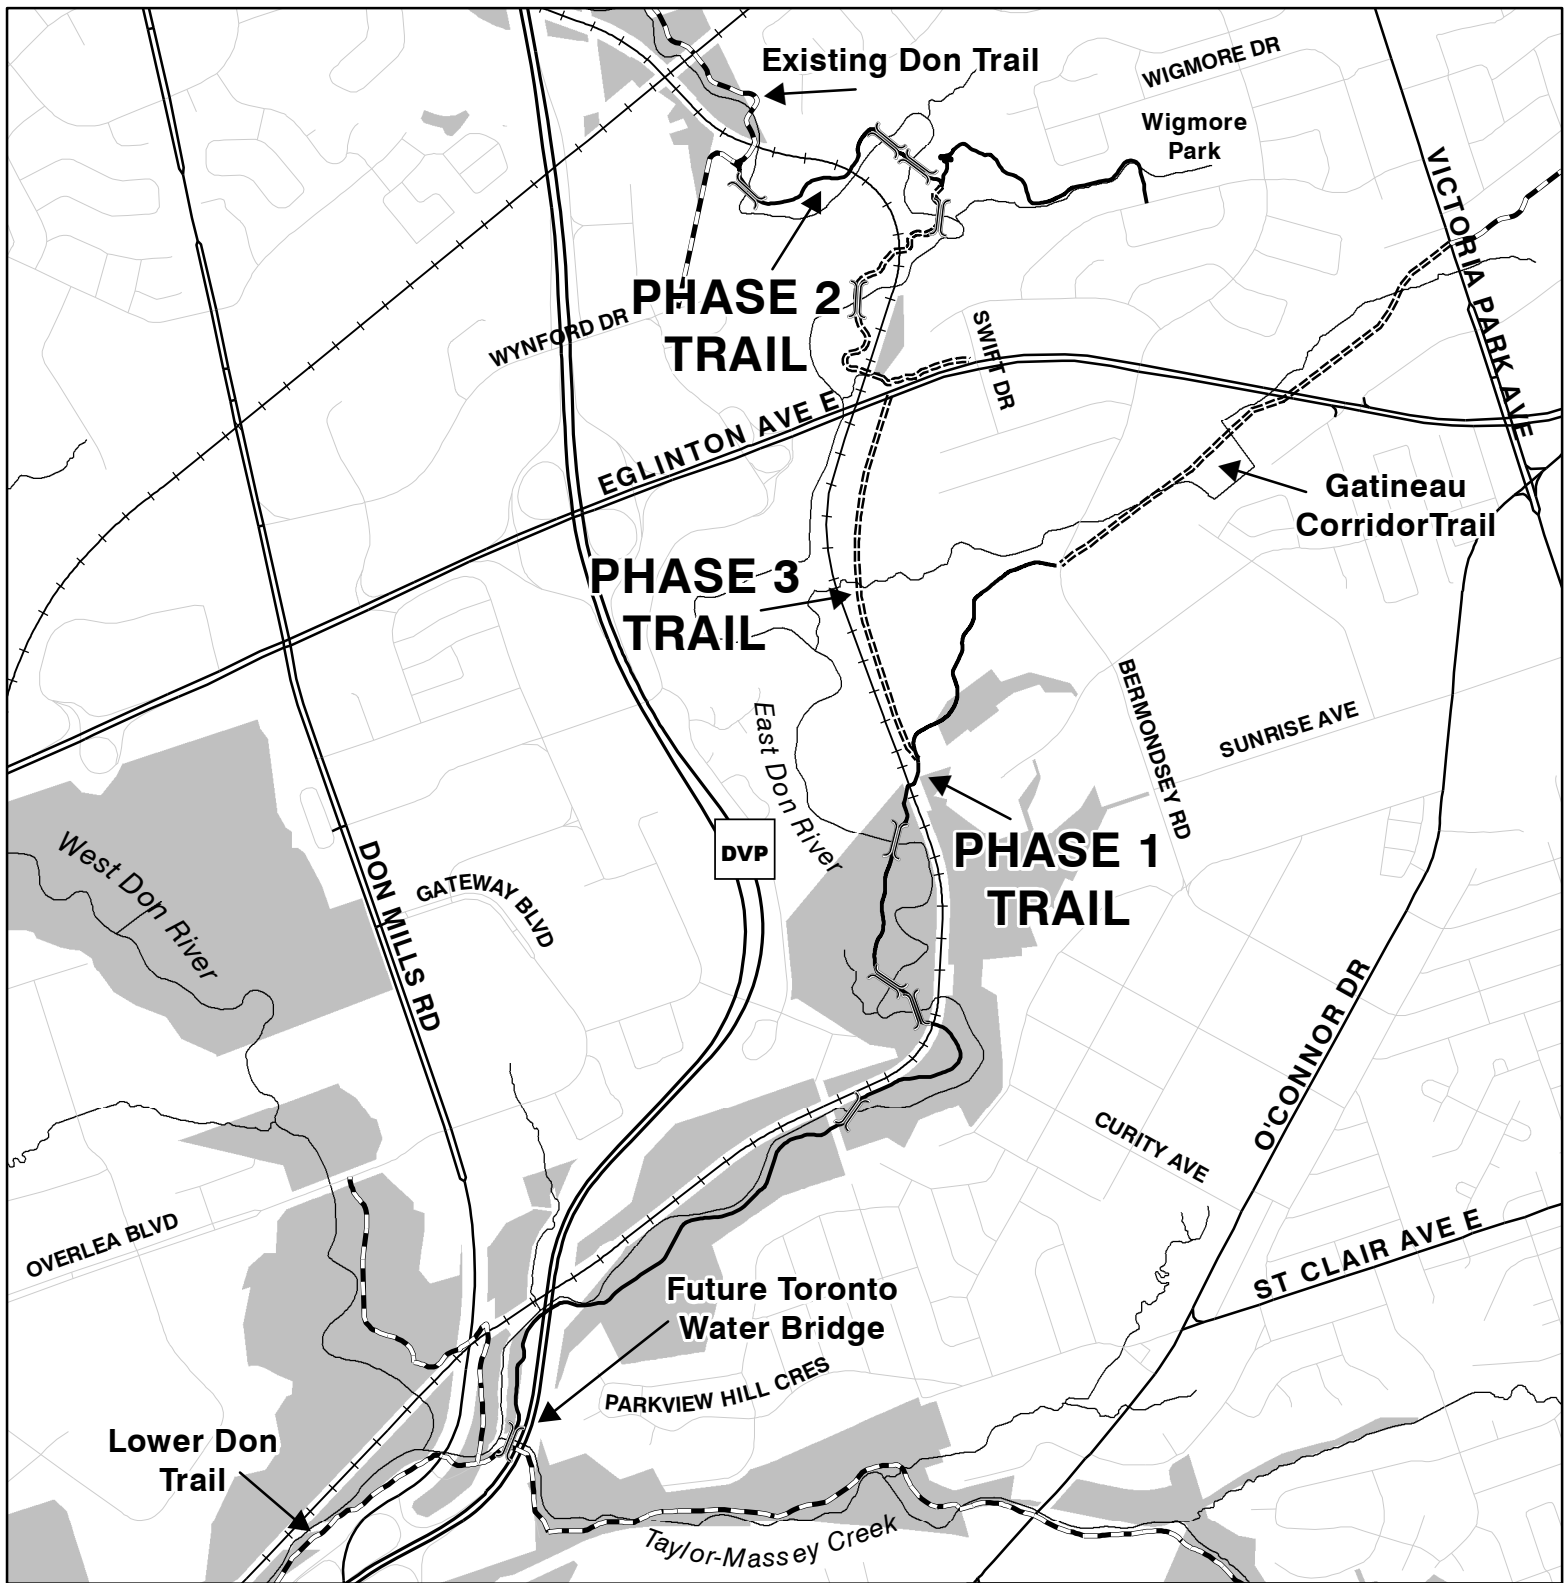 Existing Don Trail
WIGMORE DR
Wigmore
Park
VICTORIA PARK AVE
PHASE 2
TRAIL
WYNFORD DR
SWIFT DR
EGLINTON AVE E
Gatineau
CorridorTrail
PHASE 3
TRAIL
BERMONDSEY RD
SUNRISE AVE
East Don River
West Don River
DON MILLS RD
GATEWAY BLVD
DVP
PHASE 1
TRAIL
O'CONNOR DR
CURITY AVE
OVERLEA BLVD
ST CLAIR AVE E
Future Toronto
Water Bridge
PARKVIEW HILL CRES
Lower Don
Trail
Taylor-Massey Creek